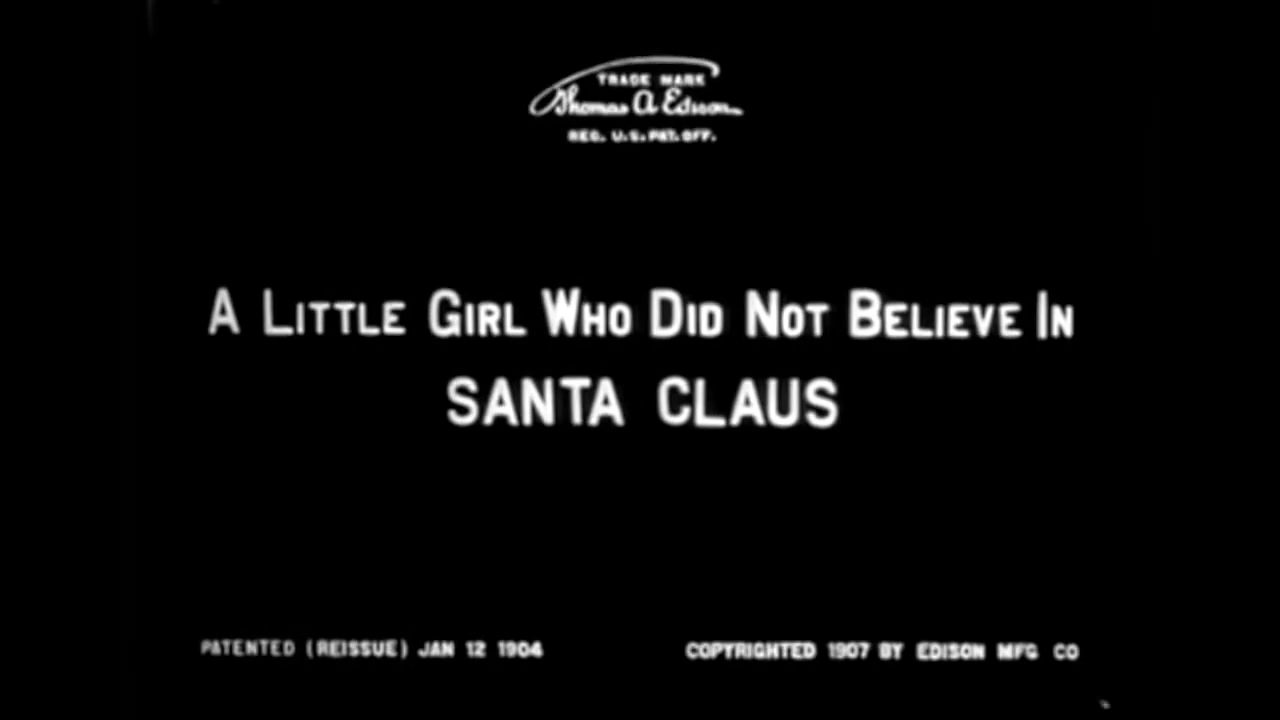 TRADE MARK
Thomas A Edison
REG. U.S. PAT. OFF.
A LITTLE GIRL WHO DID NOT BELIEVE IN
SANTA CLAUS
PATENTED (REISSUE) JAN 12 1904 COPYRIGHTED 1907 BY EDISON MFG CO